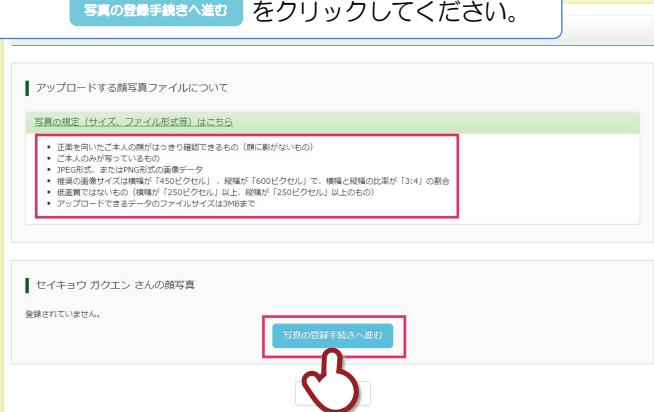 写真の登録手続きへ進む をクリックしてください。
アップロードする顔写真ファイルについて
写真の規定（サイズ、ファイル形式等）はこちら
• 正面を向いたご本人の顔がはっきり確認できるもの（顔に影がないもの）
• ご本人のみが写っているもの
• JPEG形式、またはPNG形式の画像データ
• 推奨の画像サイズは横幅が「450ピクセル」、縦幅が「600ピクセル」で、横幅と縦幅の比率が「3:4」の割合
• 低画質ではないもの（横幅が「250ピクセル」以上、縦幅が「250ピクセル」以上のもの）
• アップロードできるデータのファイルサイズは3MBまで
セイキョウ ガクエン さんの顔写真
登録されていません。
写真の登録手続きへ進む